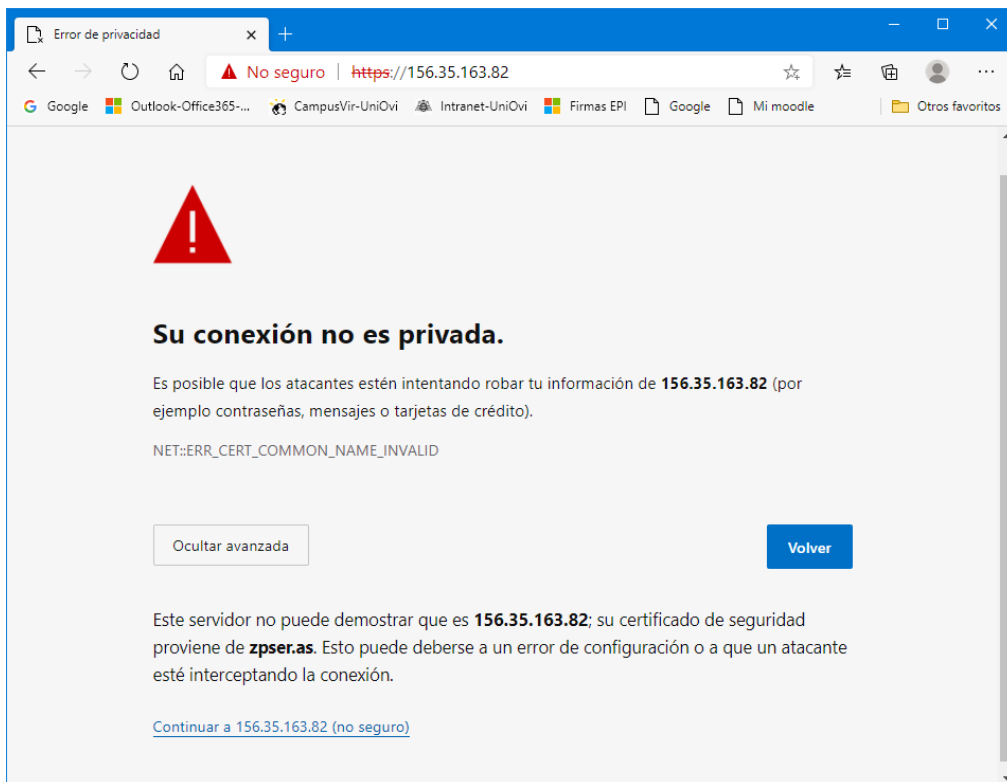 Error de privacidad
No seguro https://156.35.163.82
Google Outlook-Office365-... CampusVir-UniOvi Intranet-UniOvi Firmas EPI Google Mi moodle Otros favoritos
Su conexión no es privada.
Es posible que los atacantes estén intentando robar tu información de 156.35.163.82 (por
ejemplo contraseñas, mensajes o tarjetas de crédito).
NET::ERR_CERT_COMMON_NAME_INVALID
Ocultar avanzada Volver
Este servidor no puede demostrar que es 156.35.163.82; su certificado de seguridad
proviene de zpser.as. Esto puede deberse a un error de configuración o a que un atacante
esté interceptando la conexión.
Continuar a 156.35.163.82 (no seguro)